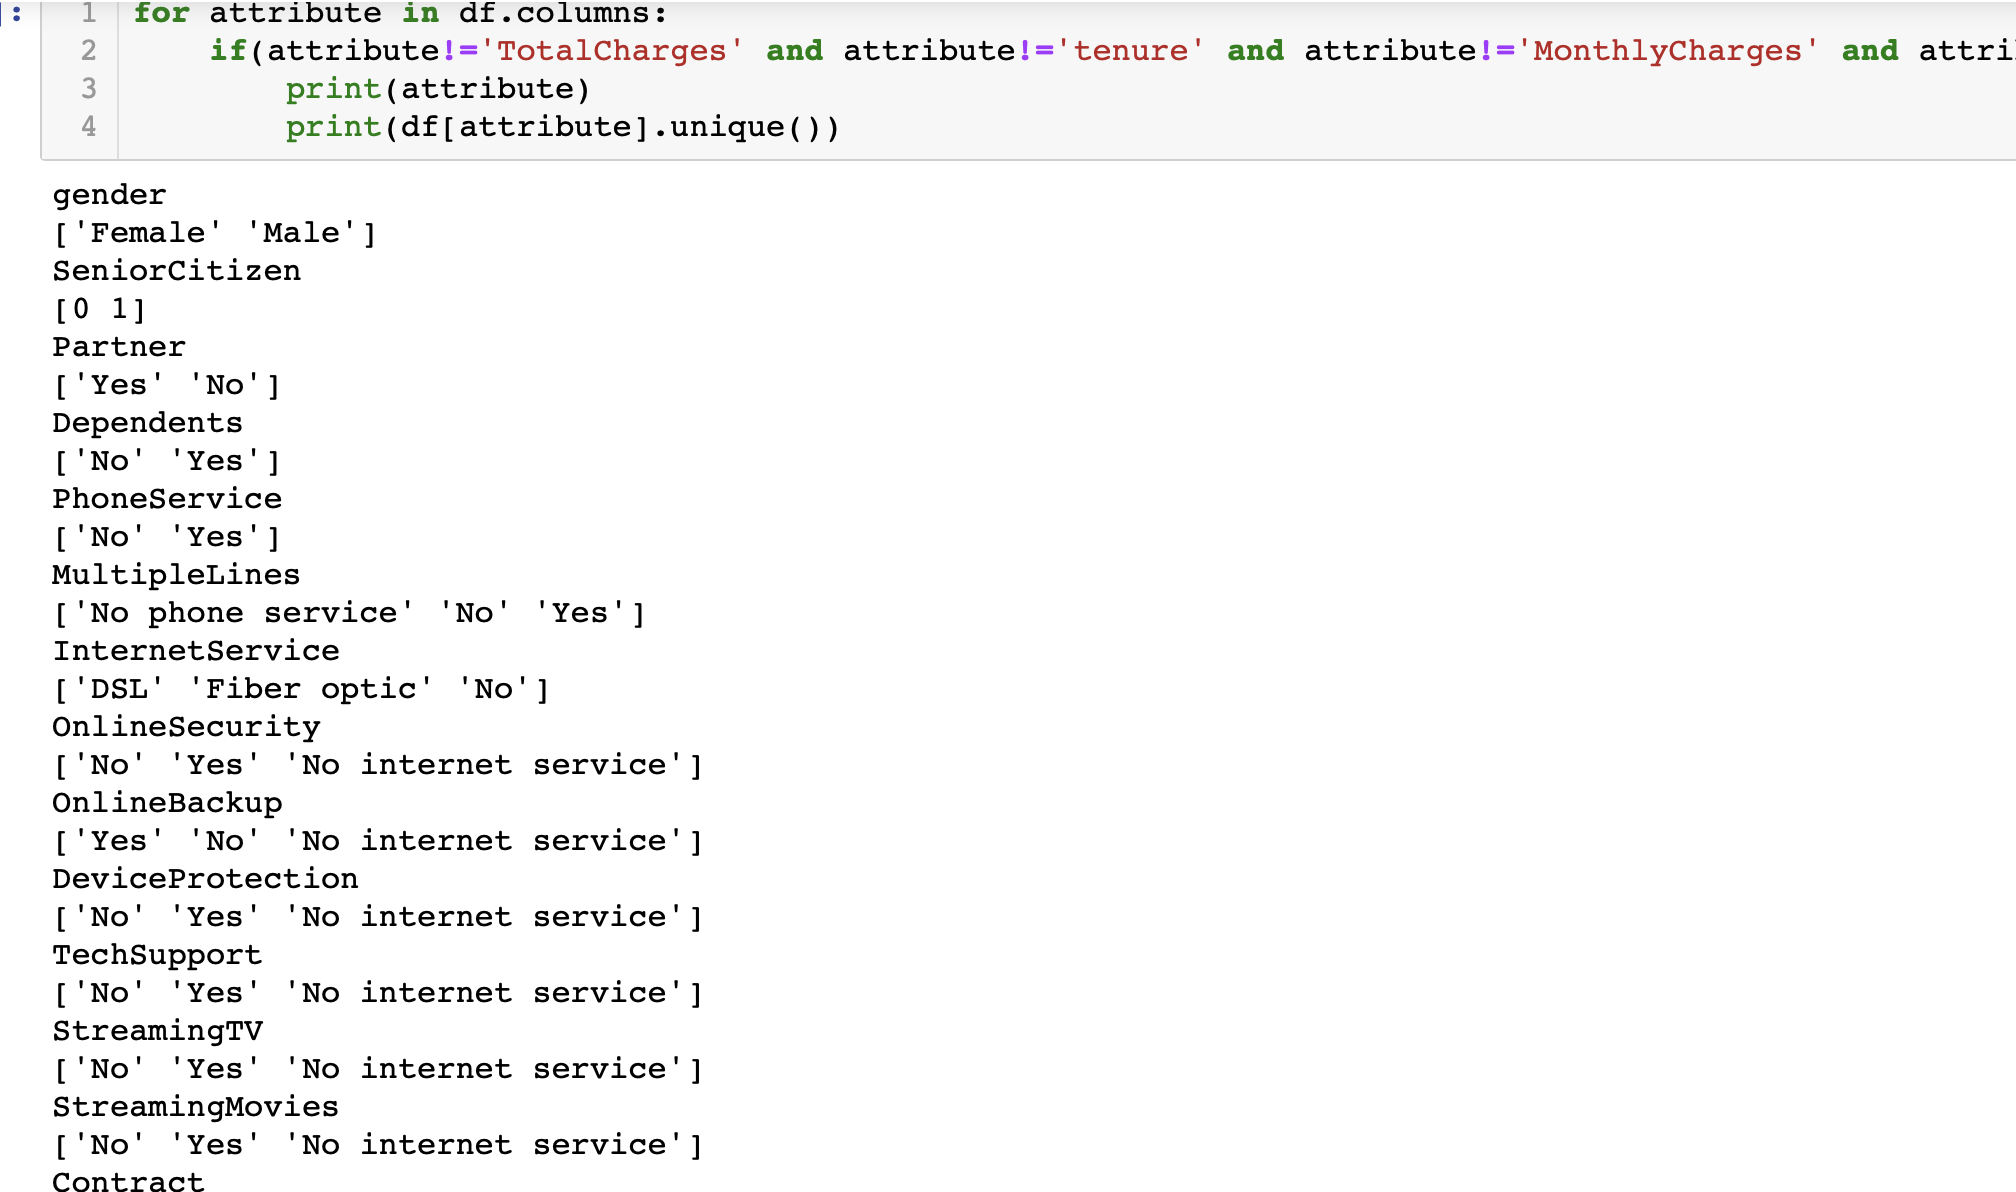 ]:
1 for attribute in df.columns:
2 if(attribute!='TotalCharges' and attribute!='tenure' and attribute!='MonthlyCharges' and attri
3 print(attribute)
4 print(df[attribute].unique())
gender
['Female' 'Male']
SeniorCitizen
[0 1]
Partner
['Yes' 'No']
Dependents
['No' 'Yes']
PhoneService
['No' 'Yes']
MultipleLines
['No phone service' 'No' 'Yes']
InternetService
['DSL' 'Fiber optic' 'No']
OnlineSecurity
['No' 'Yes' 'No internet service']
OnlineBackup
['Yes' 'No' 'No internet service']
DeviceProtection
['No' 'Yes' 'No internet service']
TechSupport
['No' 'Yes' 'No internet service']
StreamingTV
['No' 'Yes' 'No internet service']
StreamingMovies
['No' 'Yes' 'No internet service']
Contract